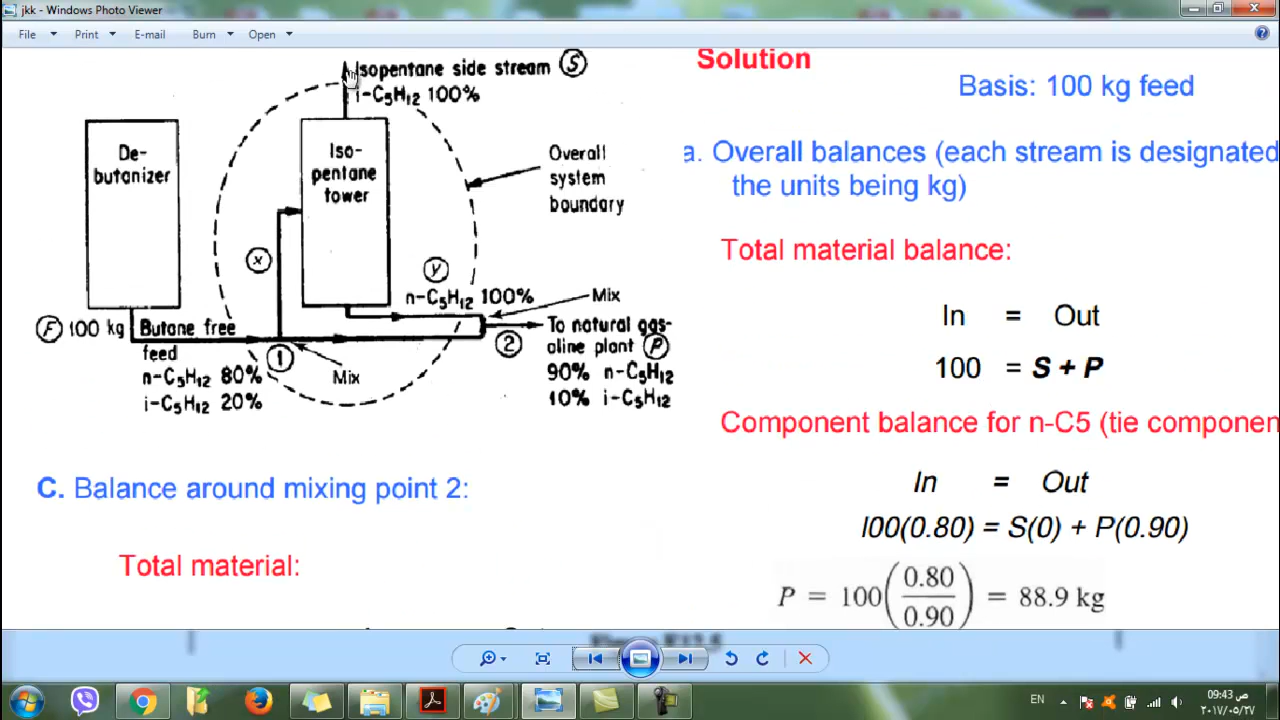 jkk - Windows Photo Viewer
File Print E-mail Burn Open
Isopentane side stream S
i-C5H12 100%
De-
butanizer
Iso-
pentane
tower
Overall
system
boundary
X
Y
n-C5H12 100%
Mix
F 100 kg
Butane free
feed
n-C5H12 80%
i-C5H12 20%
1
Mix
2
To natural gas-
oline plant P
90% n-C5H12
10% i-C5H12
C. Balance around mixing point 2:
Total material:
Solution
Basis: 100 kg feed
a. Overall balances (each stream is designated
the units being kg)
Total material balance:
In = Out
100 = S + P
Component balance for n-C5 (tie componen
In = Out
l00(0.80) = S(0) + P(0.90)
P = 100(0.80/0.90) = 88.9 kg
EN
09:43 ص
٢٠١٧/٠٥/٢٧